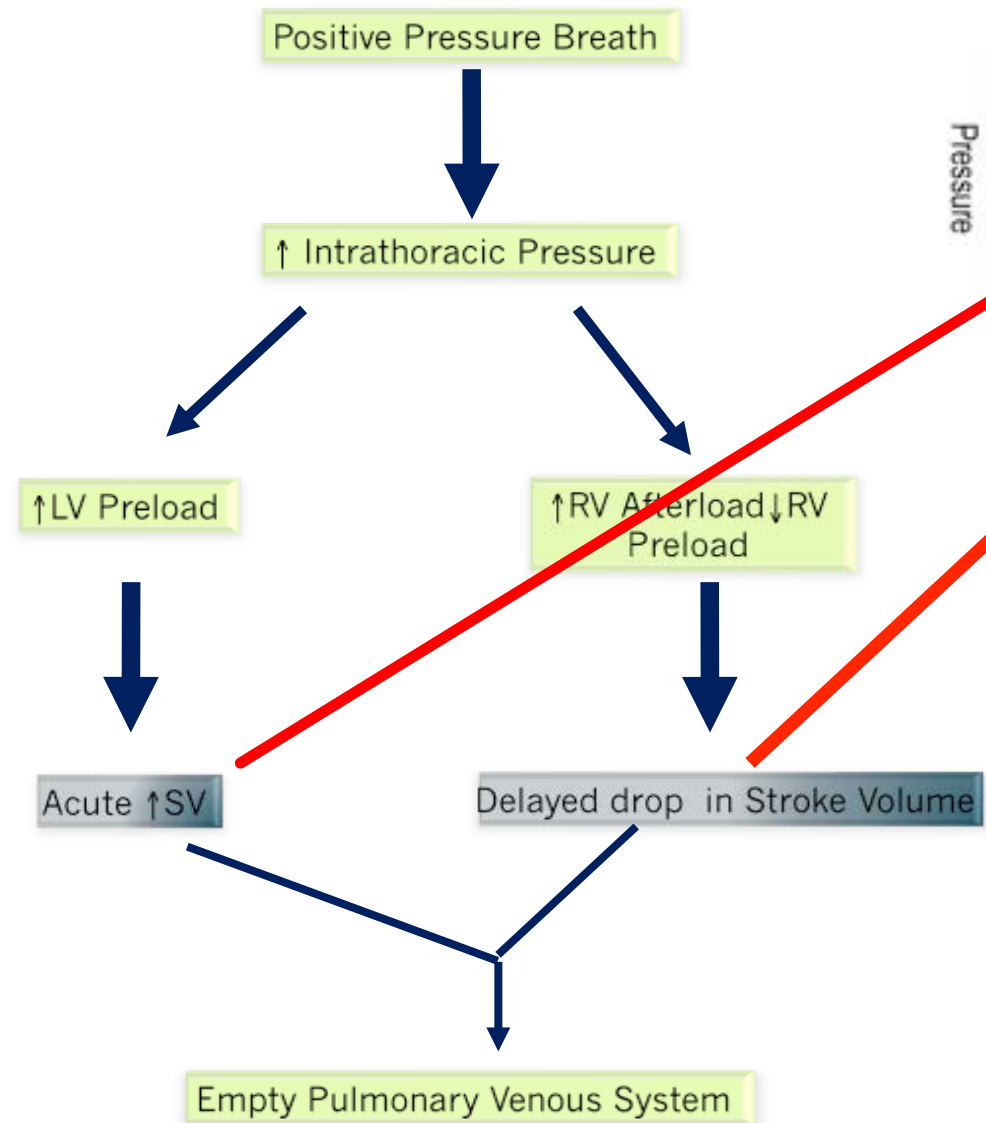 Positive Pressure Breath
Pressure
↑ Intrathoracic Pressure
↑LV Preload
↑RV Afterload↓RV
Preload
Acute ↑SV
Delayed drop in Stroke Volume
Empty Pulmonary Venous System